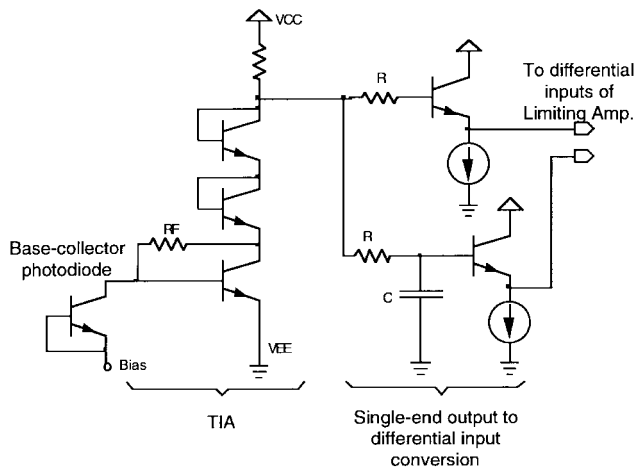 VCC
R
To differential
inputs of
Limiting Amp.
RF
Base-collector
photodiode
R
C
Bias
VEE
TIA
Single-end output to
differential input
conversion